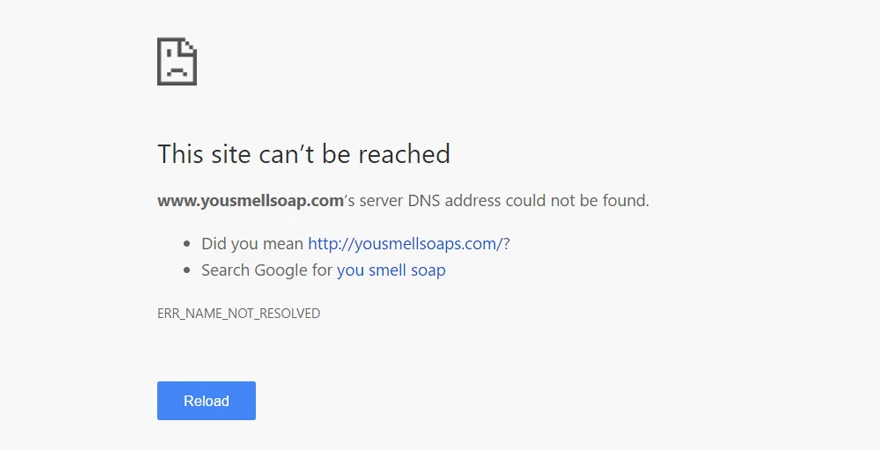 This site can’t be reached
www.yousmellsoap.com’s server DNS address could not be found.
• Did you mean http://yousmellsoaps.com/?
• Search Google for you smell soap
ERR_NAME_NOT_RESOLVED
Reload